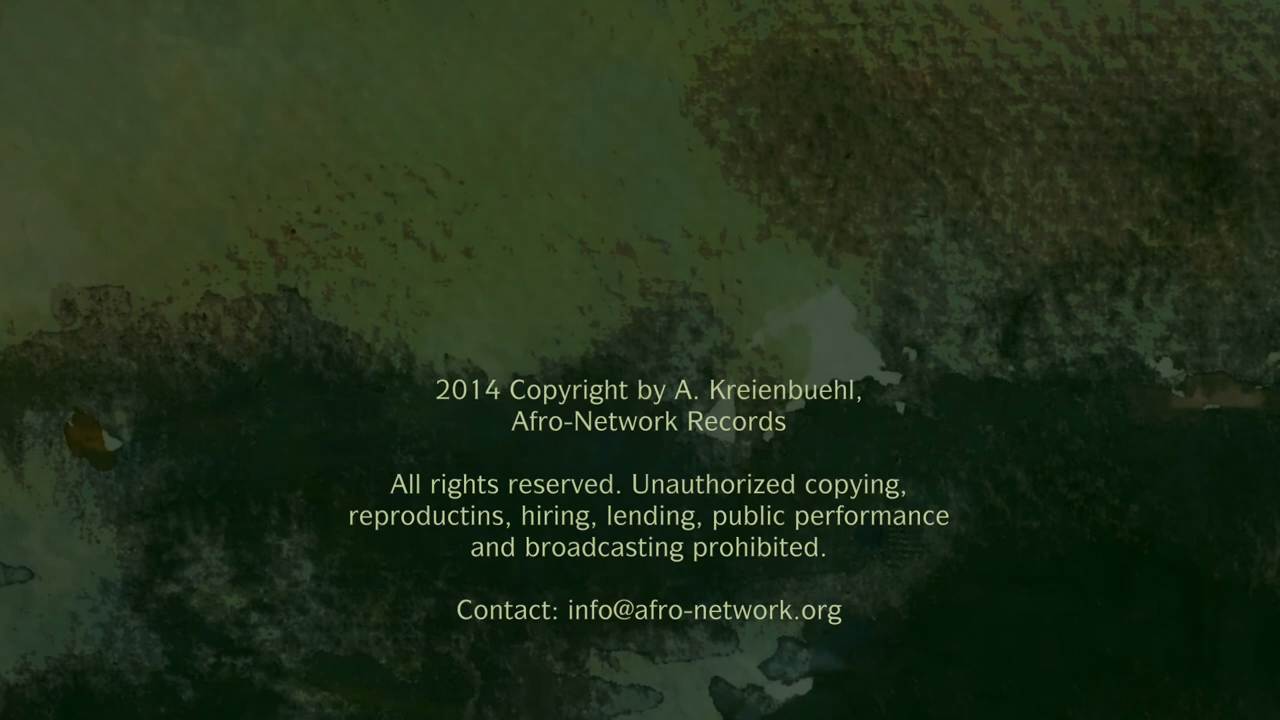 2014 Copyright by A. Kreienbuehl,
Afro-Network Records
All rights reserved. Unauthorized copying,
reproductins, hiring, lending, public performance
and broadcasting prohibited.
Contact: info@afro-network.org